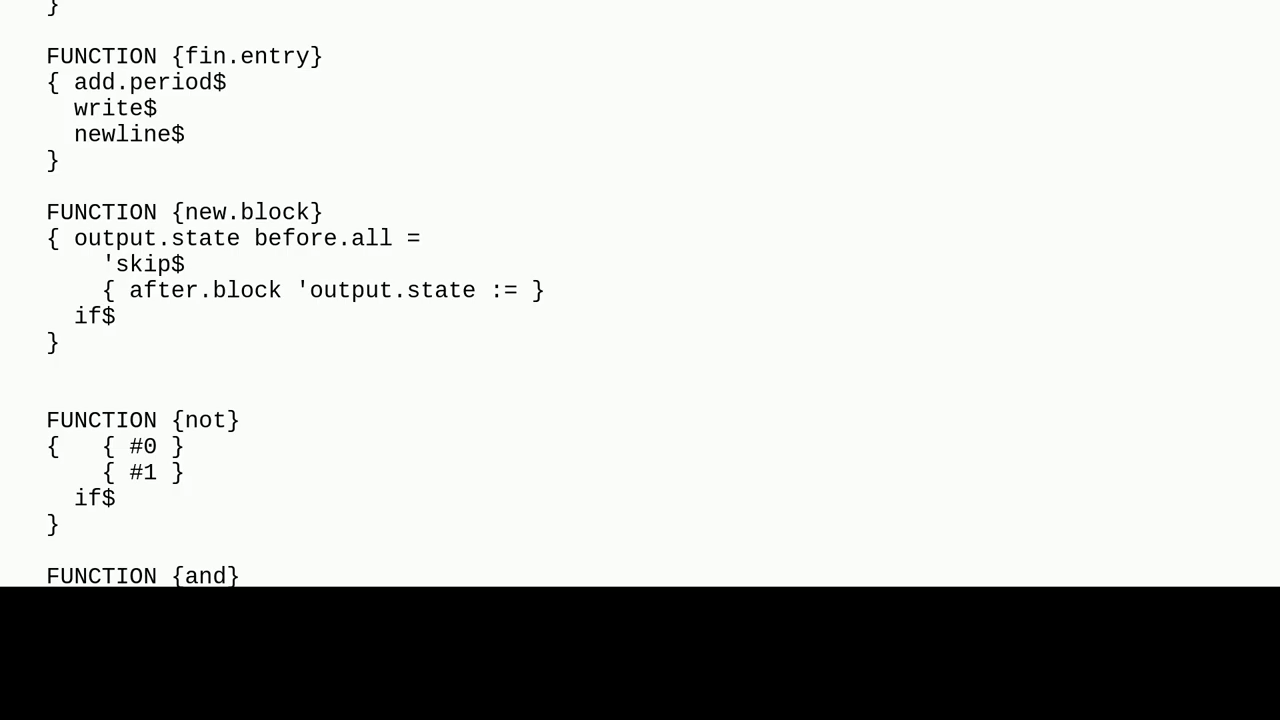 }

FUNCTION {fin.entry}
{ add.period$
  write$
  newline$
}

FUNCTION {new.block}
{ output.state before.all =
    'skip$
    { after.block 'output.state := }
  if$
}


FUNCTION {not}
{   { #0 }
    { #1 }
  if$
}

FUNCTION {and}